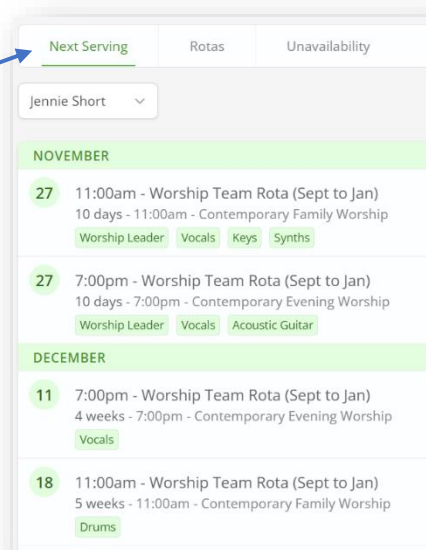 Next Serving Rotas Unavailability
Jennie Short
NOVEMBER
27 11:00am - Worship Team Rota (Sept to Jan)
10 days - 11:00am - Contemporary Family Worship
Worship Leader Vocals Keys Synths
27 7:00pm - Worship Team Rota (Sept to Jan)
10 days - 7:00pm - Contemporary Evening Worship
Worship Leader Vocals Acoustic Guitar
DECEMBER
11 7:00pm - Worship Team Rota (Sept to Jan)
4 weeks - 7:00pm - Contemporary Evening Worship
Vocals
18 11:00am - Worship Team Rota (Sept to Jan)
5 weeks - 11:00am - Contemporary Family Worship
Drums